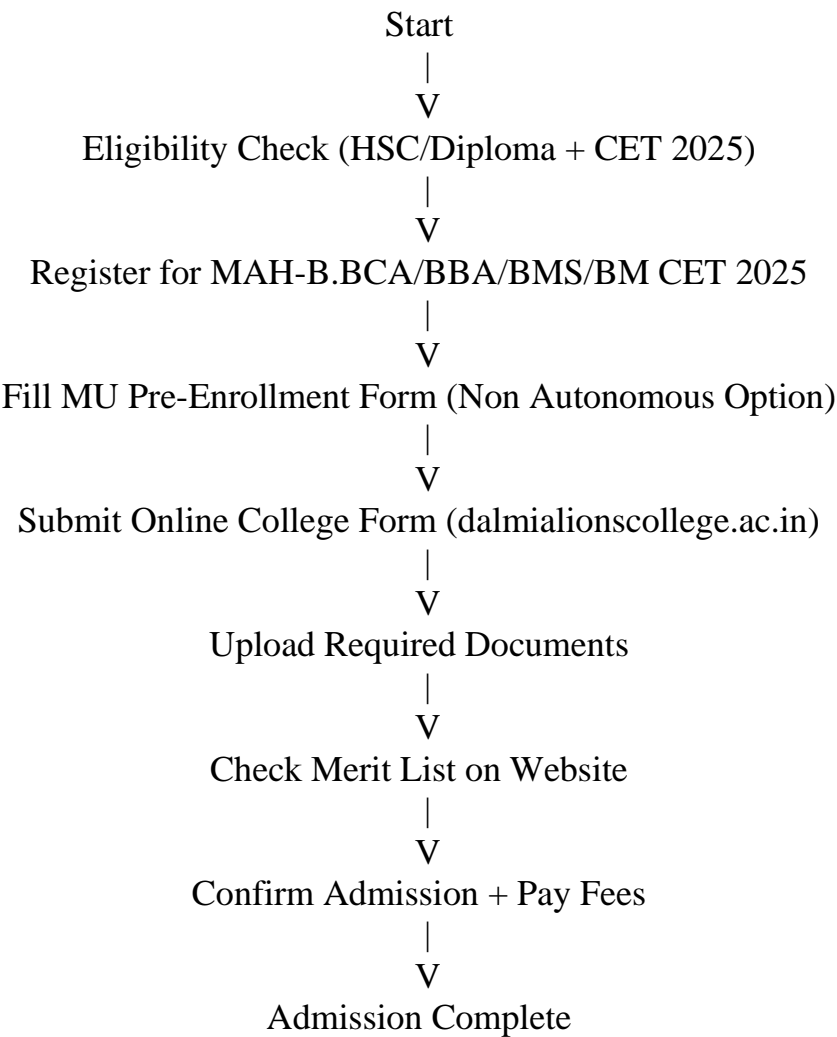 Start
|
V
Eligibility Check (HSC/Diploma + CET 2025)
|
V
Register for MAH-B.BCA/BBA/BMS/BM CET 2025
|
V
Fill MU Pre-Enrollment Form (Non Autonomous Option)
|
V
Submit Online College Form (dalmialionscollege.ac.in)
|
V
Upload Required Documents
|
V
Check Merit List on Website
|
V
Confirm Admission + Pay Fees
|
V
Admission Complete